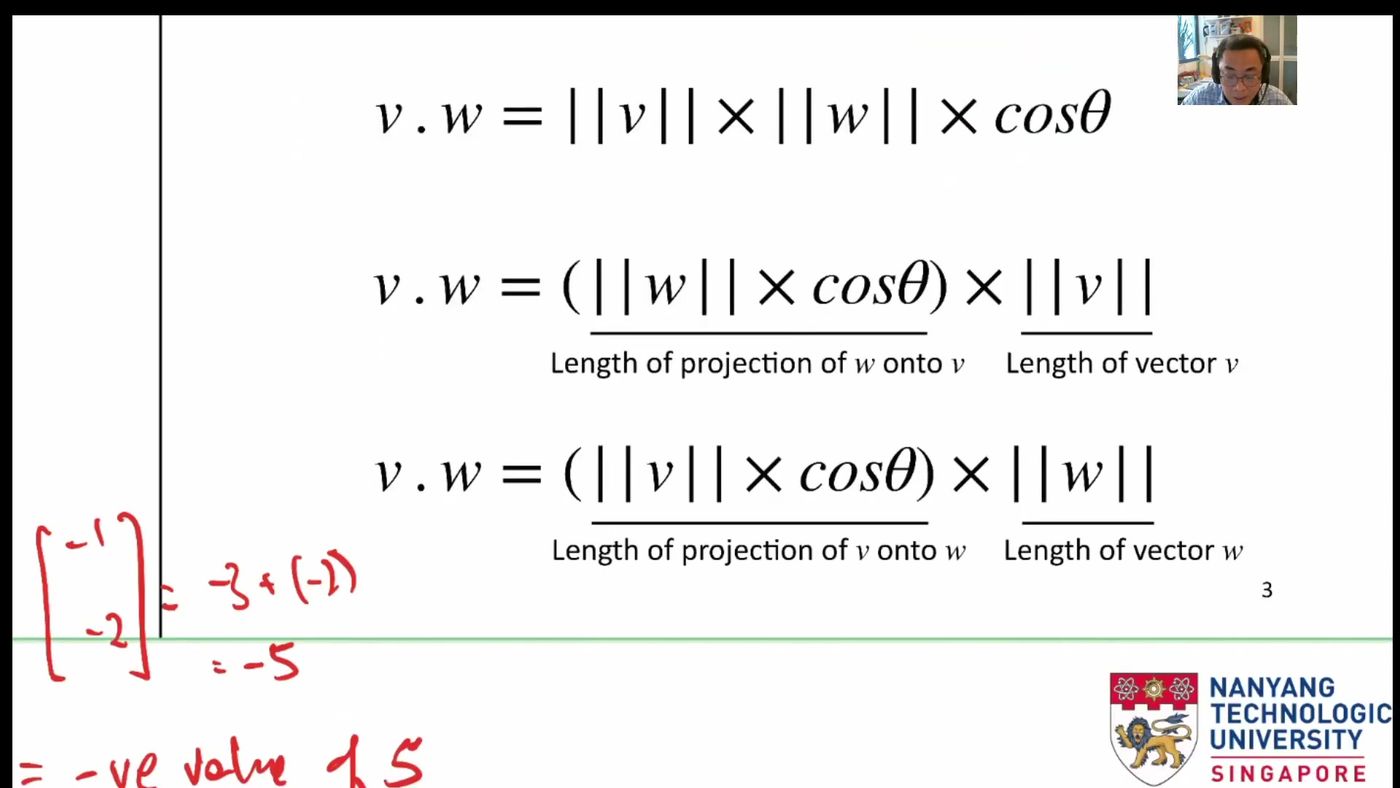 v . w = ||v|| × ||w|| × cosθ
v . w = (||w|| × cosθ) × ||v||
Length of projection of w onto v Length of vector v
v . w = (||v|| × cosθ) × ||w||
Length of projection of v onto w Length of vector w
3
[-1
-2] = -3 + (-2)
= -5
= -ve value of 5
NANYANG
TECHNOLOGIC
UNIVERSITY
SINGAPORE